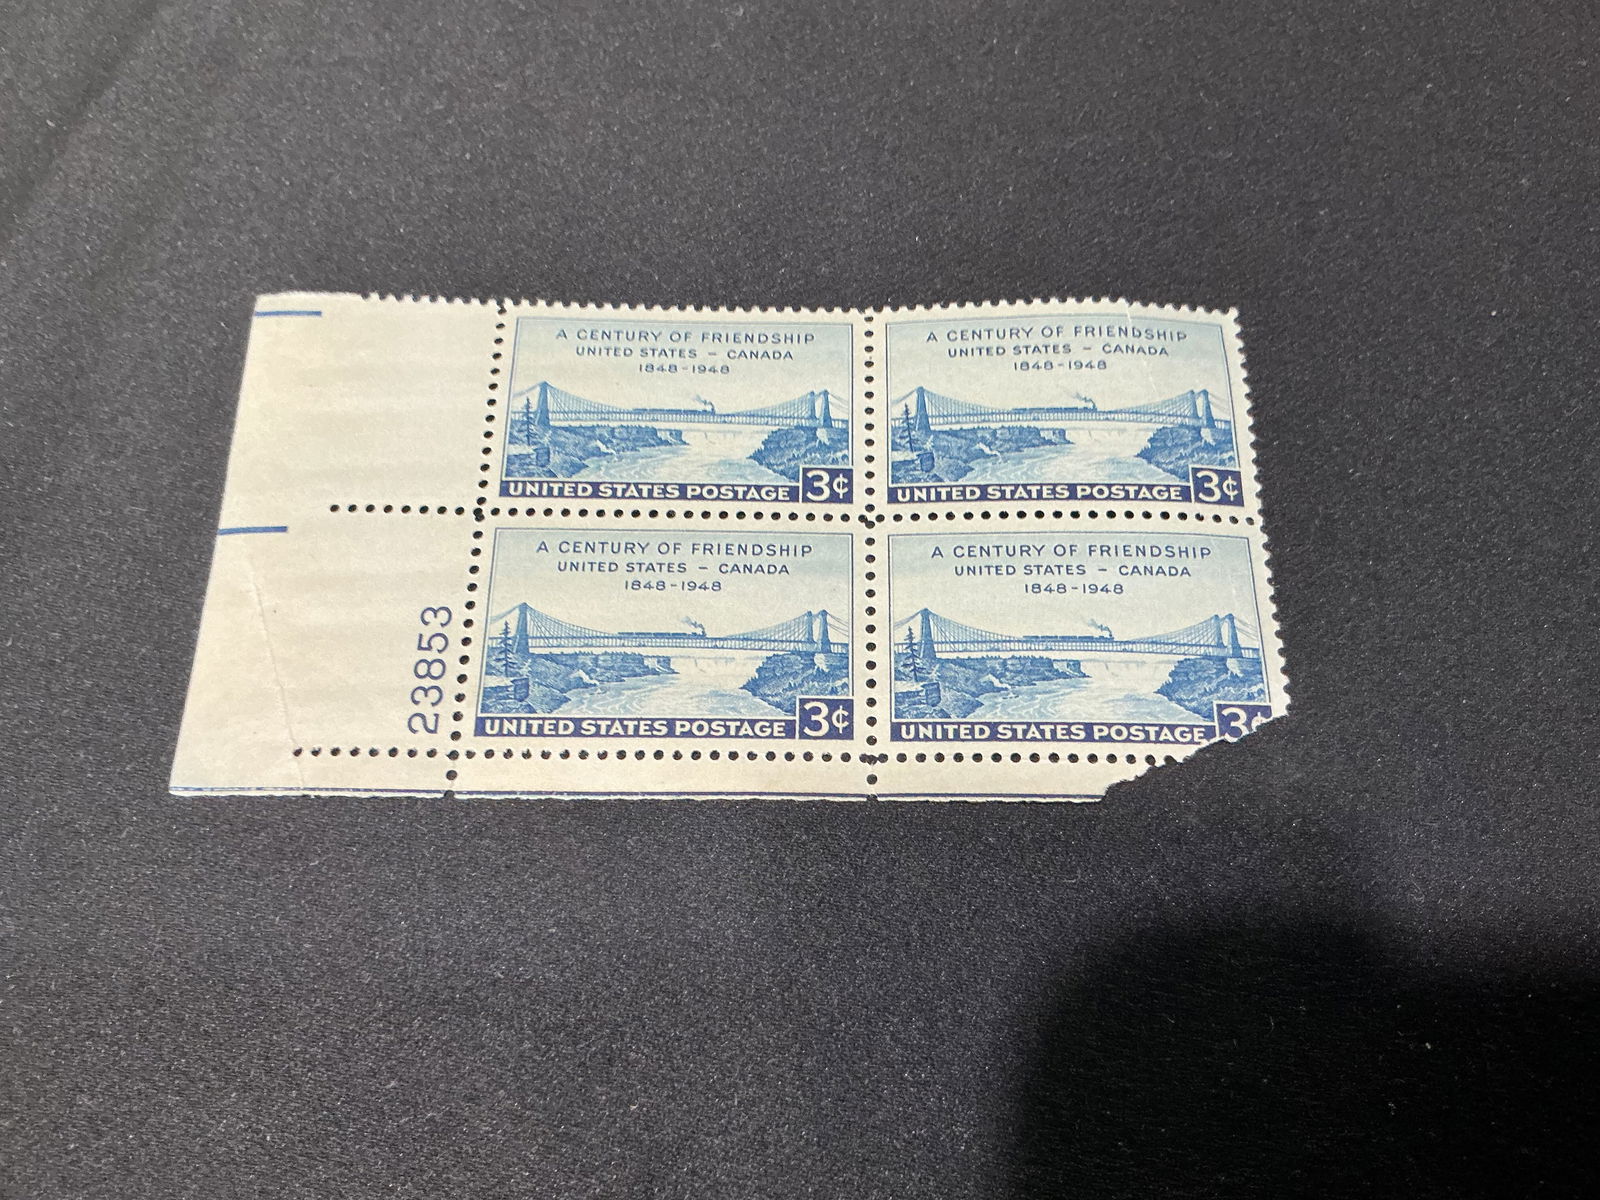 A CENTURY OF FRIENDSHIP
UNITED STATES - CANADA
1848-1948
UNITED STATES POSTAGE 3¢
A CENTURY OF FRIENDSHIP
UNITED STATES - CANADA
1848-1948
UNITED STATES POSTAGE 3¢
23853
A CENTURY OF FRIENDSHIP
UNITED STATES - CANADA
1848-1948
UNITED STATES POSTAGE 3¢
A CENTURY OF FRIENDSHIP
UNITED STATES - CANADA
1848-1948
UNITED STATES POSTAGE 3¢